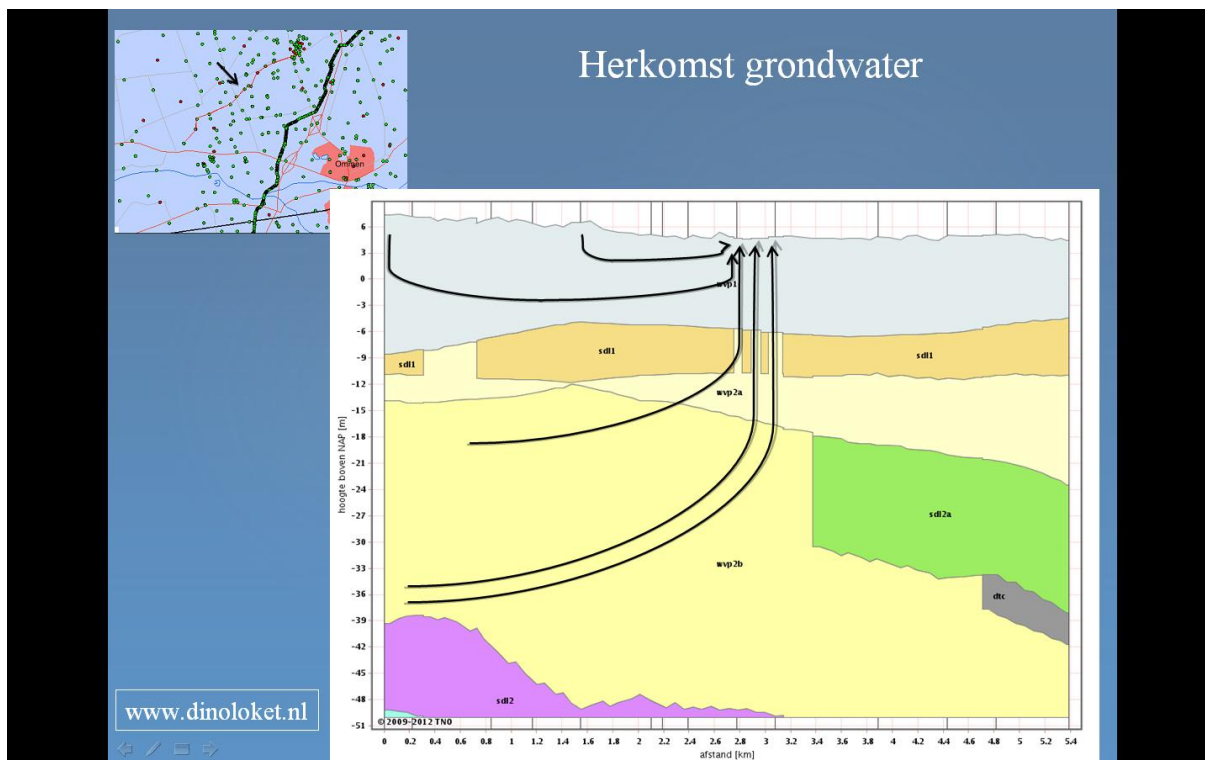 Herkomst grondwater
Ommen
hoogte boven NAP [m]
6
3
0
-3
-6
-9
-12
-15
-18
-21
-24
-27
-30
-33
-36
-39
-42
-45
-48
-51
wvp1
sdl1
sdl1
sdl1
wvp2a
sdl2a
wvp2b
dtc
sdl2
© 2009-2012 TNO
0 0.2 0.4 0.6 0.8 1 1.2 1.4 1.6 1.8 2 2.2 2.4 2.6 2.8 3 3.2 3.4 3.6 3.8 4 4.2 4.4 4.6 4.8 5 5.2 5.4
afstand [km]
www.dinoloket.nl